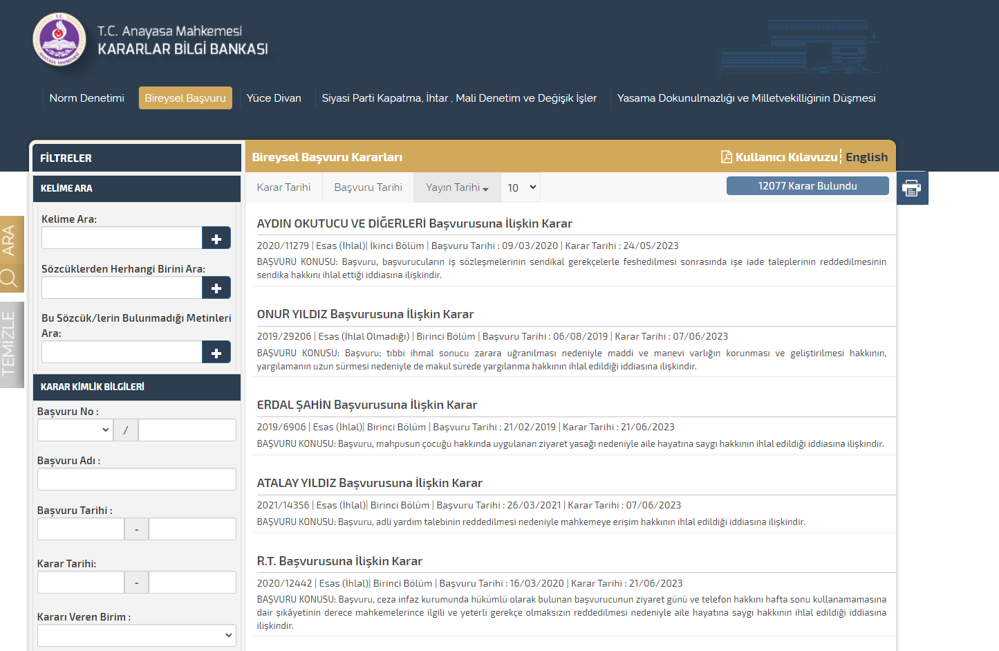 T.C. Anayasa Mahkemesi
KARARLAR BİLGİ BANKASI
Norm Denetimi
Bireysel Başvuru
Yüce Divan
Siyasi Parti Kapatma, İhtar , Mali Denetim ve Değişik İşler
Yasama Dokunulmazlığı ve Milletvekilliğinin Düşmesi
ARA
TEMİZLE
FİLTRELER
KELİME ARA
Kelime Ara:
Sözcüklerden Herhangi Birini Ara:
Bu Sözcük/lerin Bulunmadığı Metinleri
Ara:
KARAR KİMLİK BİLGİLERİ
Başvuru No :
/
Başvuru Adı :
Başvuru Tarihi :
-
Karar Tarihi:
-
Kararı Veren Birim :
Bireysel Başvuru Kararları
Kullanıcı Kılavuzu
English
Karar Tarihi
Başvuru Tarihi
Yayın Tarihi
10
12077 Karar Bulundu
AYDIN OKUTUCU VE DİĞERLERİ Başvurusuna İlişkin Karar
2020/11279 | Esas (İhlal)| İkinci Bölüm | Başvuru Tarihi : 09/03/2020 | Karar Tarihi : 24/05/2023
BAŞVURU KONUSU: Başvuru, başvurucuların iş sözleşmelerinin sendikal gerekçelerle feshedilmesi sonrasında işe iade taleplerinin reddedilmesinin
sendika hakkını ihlal ettiği iddiasına ilişkindir.
ONUR YILDIZ Başvurusuna İlişkin Karar
2019/29206 | Esas (İhlal Olmadığı) | Birinci Bölüm | Başvuru Tarihi : 06/08/2019 | Karar Tarihi : 07/06/2023
BAŞVURU KONUSU: Başvuru; tıbbi ihmal sonucu zarara uğranılması nedeniyle maddi ve manevi varlığın korunması ve geliştirilmesi hakkının,
yargılamanın uzun sürmesi nedeniyle de makul sürede yargılanma hakkının ihlal edildiği iddiasına ilişkindir.
ERDAL ŞAHİN Başvurusuna İlişkin Karar
2019/6906 | Esas (İhlal)| Birinci Bölüm | Başvuru Tarihi : 21/02/2019 | Karar Tarihi : 21/06/2023
BAŞVURU KONUSU: Başvuru, mahpusun çocuğu hakkında uygulanan ziyaret yasağı nedeniyle aile hayatına saygı hakkının ihlal edildiği iddiasına ilişkindir.
ATALAY YILDIZ Başvurusuna İlişkin Karar
2021/14356 | Esas (İhlal)| Birinci Bölüm | Başvuru Tarihi : 26/03/2021 | Karar Tarihi : 07/06/2023
BAŞVURU KONUSU: Başvuru, adli yardım talebinin reddedilmesi nedeniyle mahkemeye erişim hakkının ihlal edildiği iddiasına ilişkindir.
R.T. Başvurusuna İlişkin Karar
2020/12442 | Esas (İhlal)| Birinci Bölüm | Başvuru Tarihi : 16/03/2020 | Karar Tarihi : 21/06/2023
BAŞVURU KONUSU: Başvuru, ceza infaz kurumunda hükümlü olarak bulunan başvurucunun ziyaret günü ve telefon hakkını hafta sonu kullanamamasına
dair şikâyetinin derece mahkemelerince ilgili ve yeterli gerekçe olmaksızın reddedilmesi nedeniyle aile hayatına saygı hakkının ihlal edildiği iddiasına
ilişkindir.